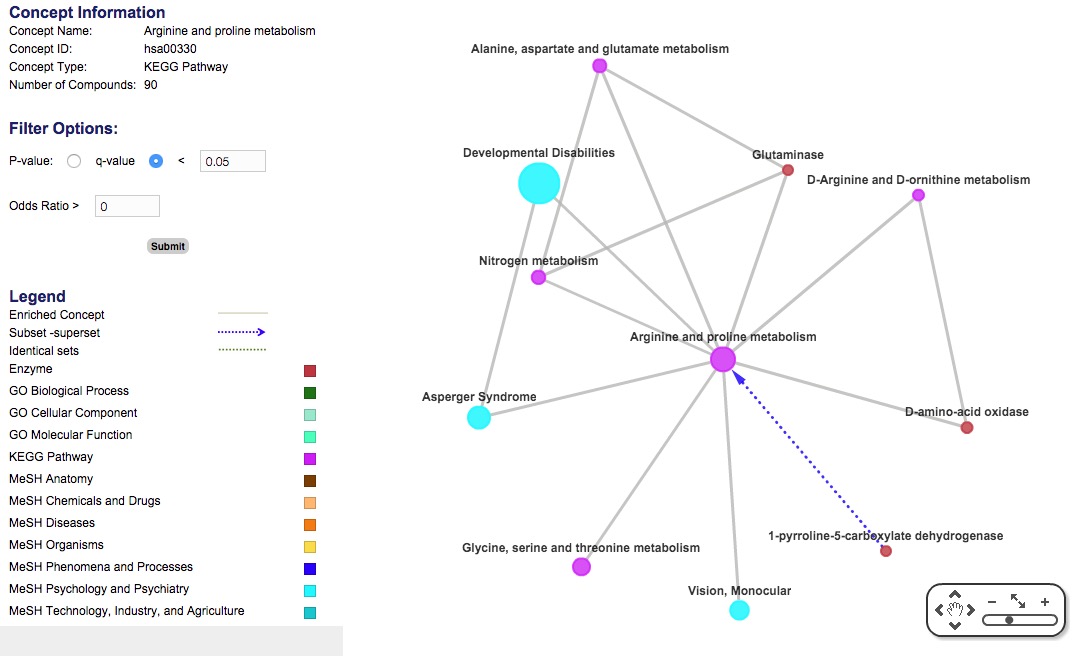 Concept Information
Concept Name: Arginine and proline metabolism
Concept ID: hsa00330
Concept Type: KEGG Pathway
Number of Compounds: 90
Filter Options:
P-value: q-value < 0.05
Odds Ratio > 0
Submit
Legend
Enriched Concept
Subset -superset
Identical sets
Enzyme
GO Biological Process
GO Cellular Component
GO Molecular Function
KEGG Pathway
MeSH Anatomy
MeSH Chemicals and Drugs
MeSH Diseases
MeSH Organisms
MeSH Phenomena and Processes
MeSH Psychology and Psychiatry
MeSH Technology, Industry, and Agriculture
Alanine, aspartate and glutamate metabolism
Developmental Disabilities
Glutaminase
D-Arginine and D-ornithine metabolism
Nitrogen metabolism
Arginine and proline metabolism
Asperger Syndrome
D-amino-acid oxidase
1-pyrroline-5-carboxylate dehydrogenase
Glycine, serine and threonine metabolism
Vision, Monocular